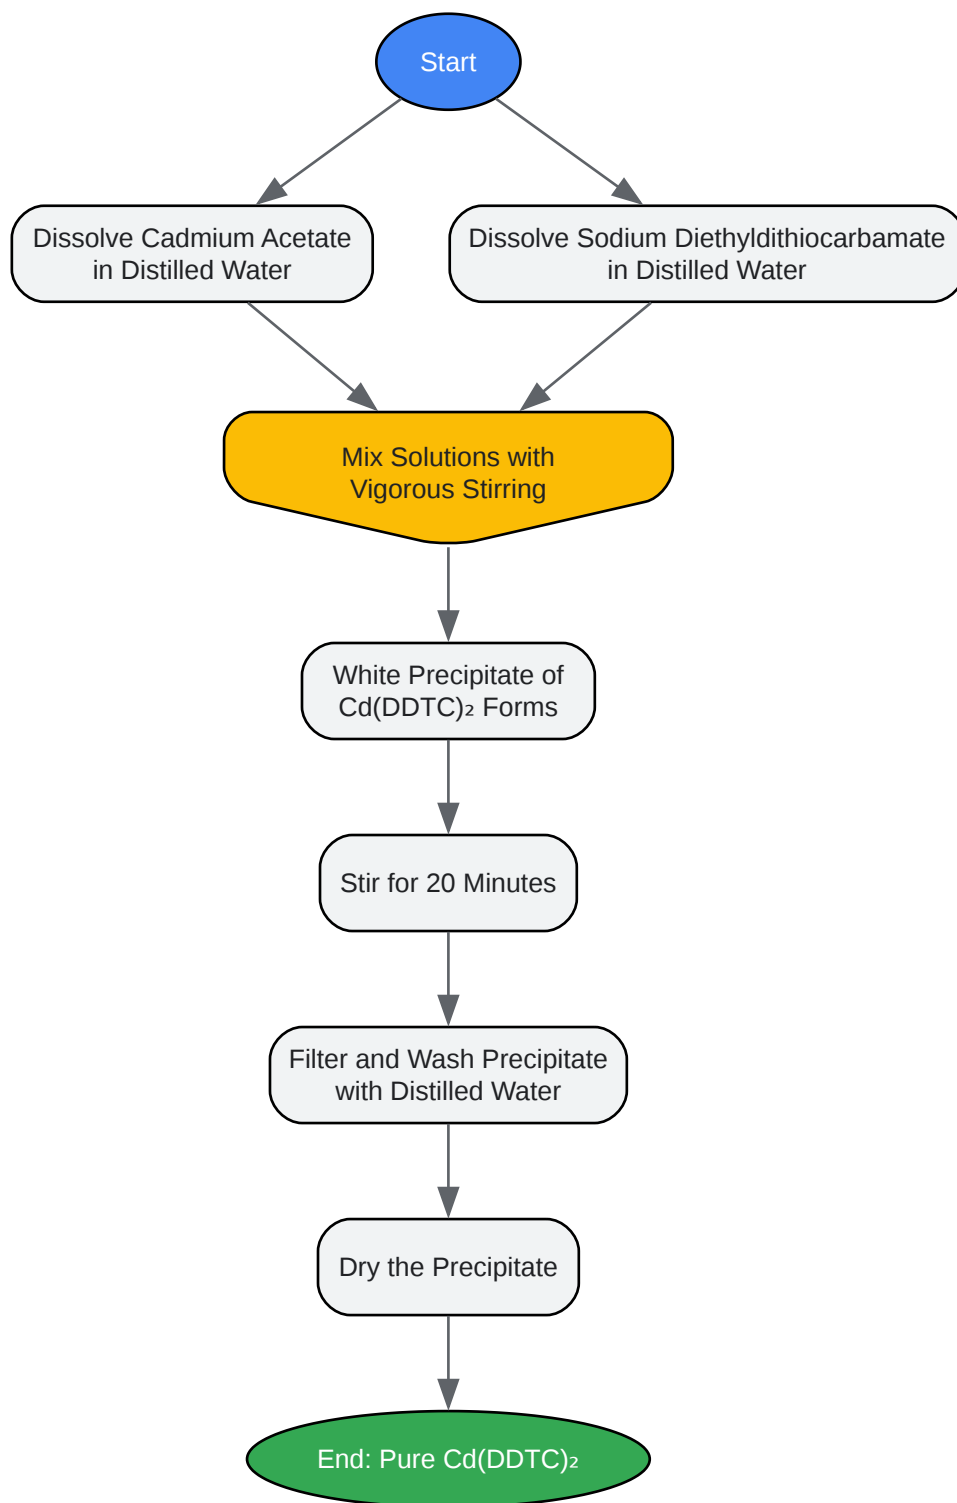 Start
Dissolve Cadmium Acetate
in Distilled Water
Dissolve Sodium Diethyldithiocarbamate
in Distilled Water
Mix Solutions with
Vigorous Stirring
White Precipitate of
Cd(DDTC)₂ Forms
Stir for 20 Minutes
Filter and Wash Precipitate
with Distilled Water
Dry the Precipitate
End: Pure Cd(DDTC)₂